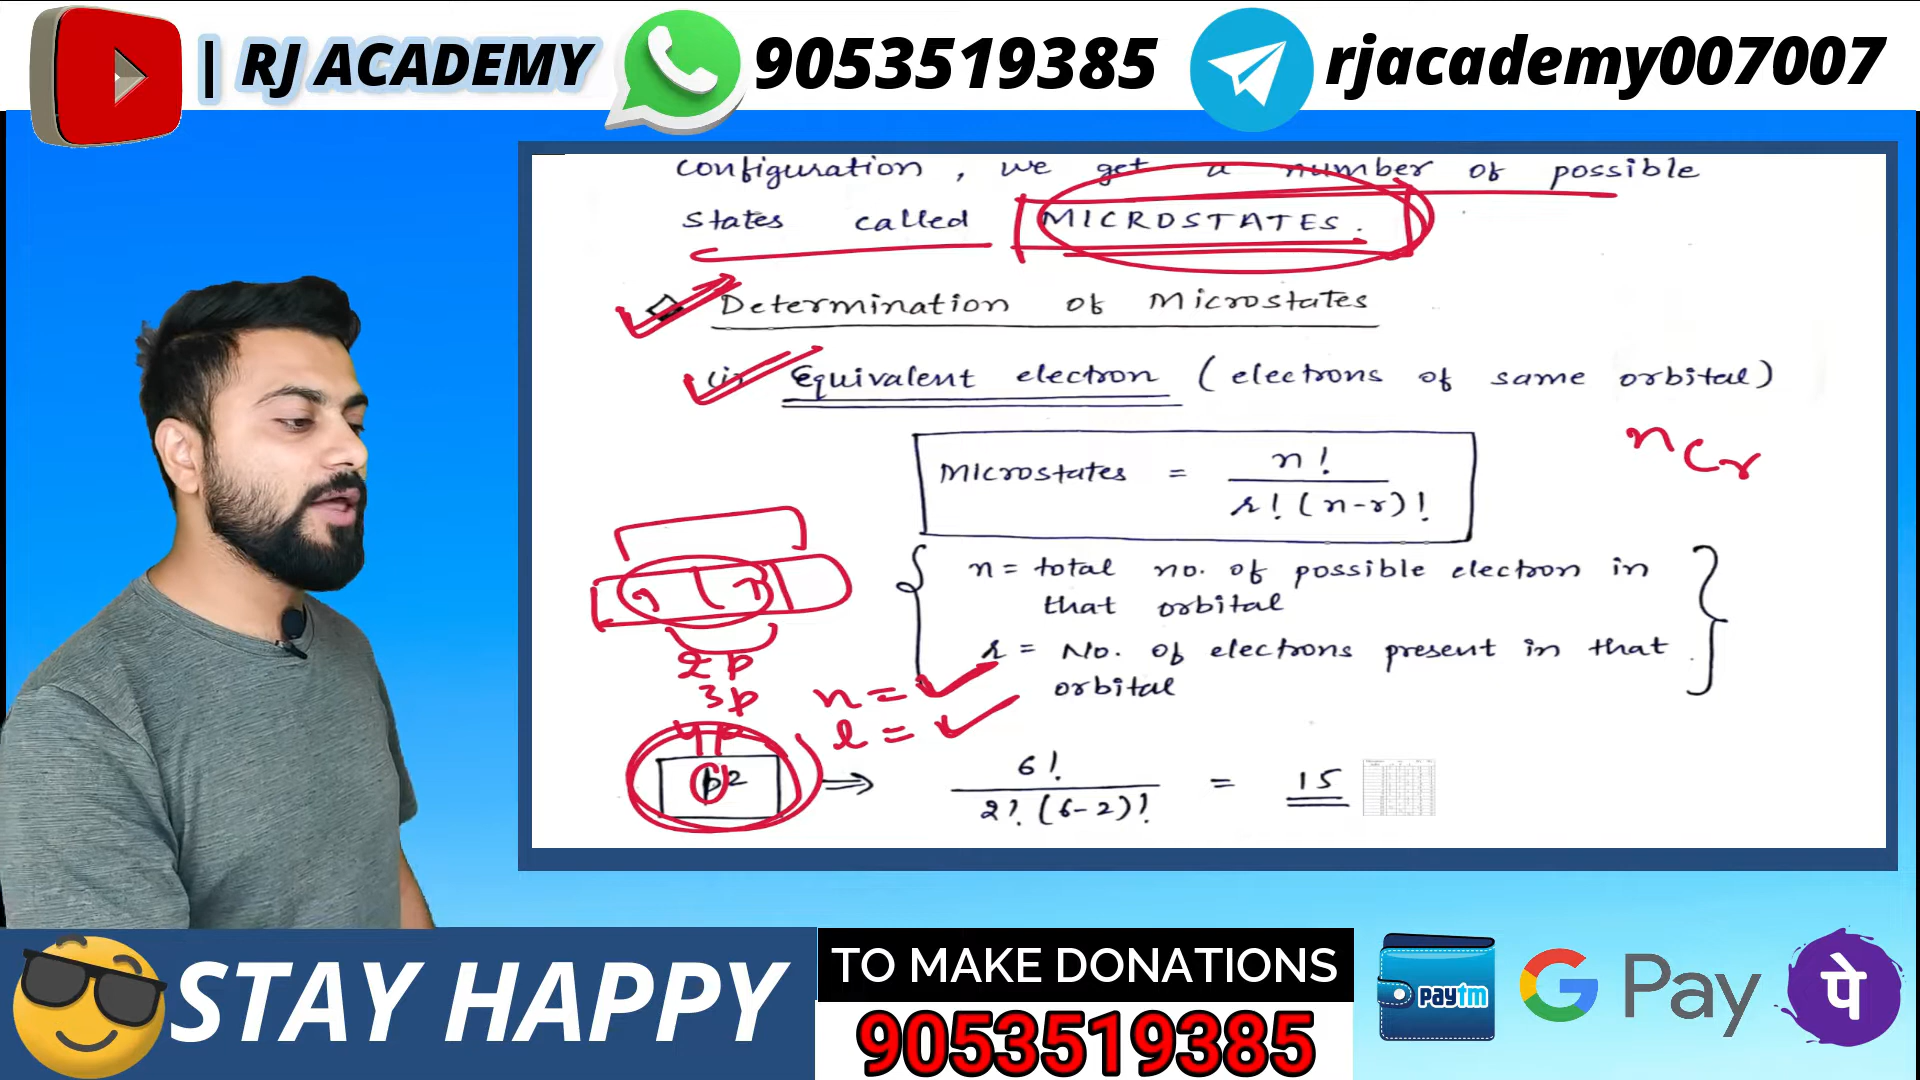 | RJ ACADEMY 9053519385 rjacademy007007
configuration, we get a number of possible
states called MICROSTATES.
Determination of Microstates
(i) Equivalent electron (electrons of same orbital)
nCr
Microstates = n! / r!(n-r)!
n = total no. of possible electron in
that orbital
r = No. of electrons present in that
orbital
2p
3p
4p
n =
l =
p2 ⇒ 6! / 2!(6-2)! = 15
STAY HAPPY
TO MAKE DONATIONS
9053519385
paytm
G Pay
पे